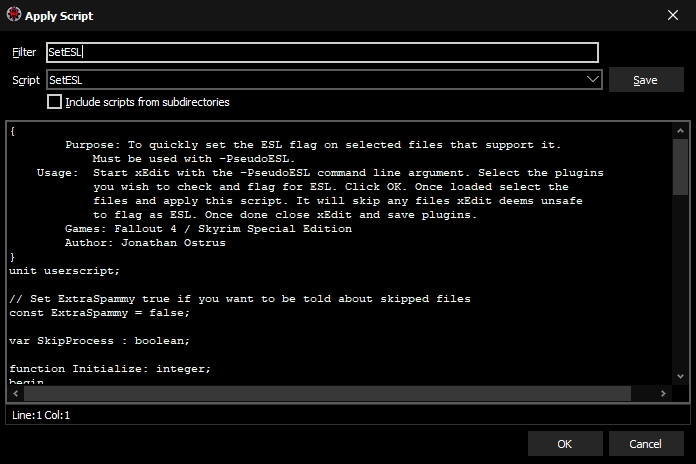 Apply Script
Filter SetESL
Script SetESL Save
Include scripts from subdirectories
{
Purpose: To quickly set the ESL flag on selected files that support it.
Must be used with -PseudoESL.
Usage: Start xEdit with the -PseudoESL command line argument. Select the plugins
you wish to check and flag for ESL. Click OK. Once loaded select the
files and apply this script. It will skip any files xEdit deems unsafe
to flag as ESL. Once done close xEdit and save plugins.
Games: Fallout 4 / Skyrim Special Edition
Author: Jonathan Ostrus
}
unit userscript;
// Set ExtraSpammy true if you want to be told about skipped files
const ExtraSpammy = false;
var SkipProcess : boolean;
function Initialize: integer;
begin
Line:1 Col:1
OK Cancel